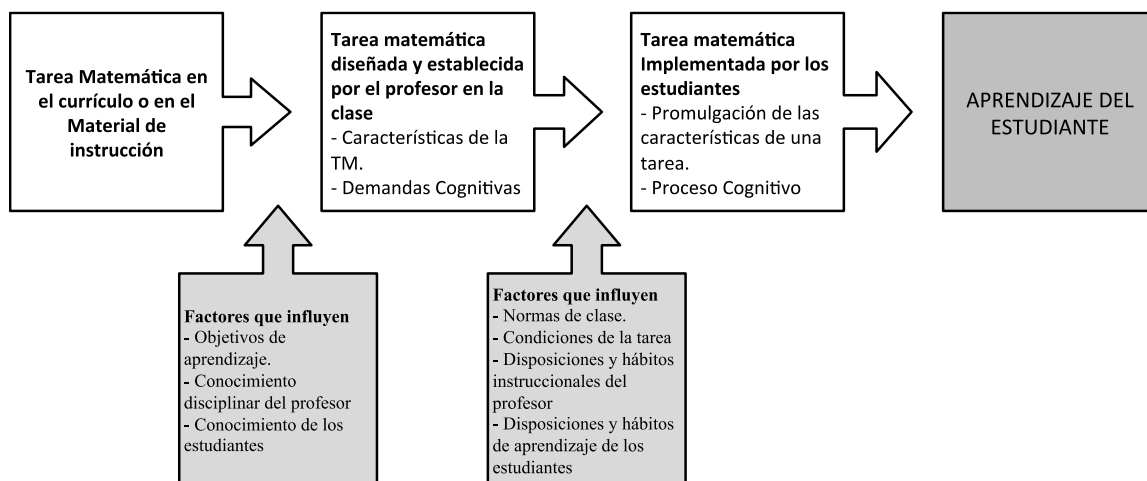 Tarea Matemática en
el currículo o en el
Material de
instrucción
Tarea matemática
diseñada y establecida
por el profesor en la
clase
- Características de la
TM.
- Demandas Cognitivas
Tarea matemática
Implementada por los
estudiantes
- Promulgación de las
características de una
tarea.
- Proceso Cognitivo
APRENDIZAJE DEL
ESTUDIANTE
Factores que influyen
- Objetivos de
aprendizaje.
- Conocimiento
disciplinar del profesor
- Conocimiento de los
estudiantes
Factores que influyen
- Normas de clase.
- Condiciones de la tarea
- Disposiciones y hábitos
instruccionales del
profesor
- Disposiciones y hábitos
de aprendizaje de los
estudiantes